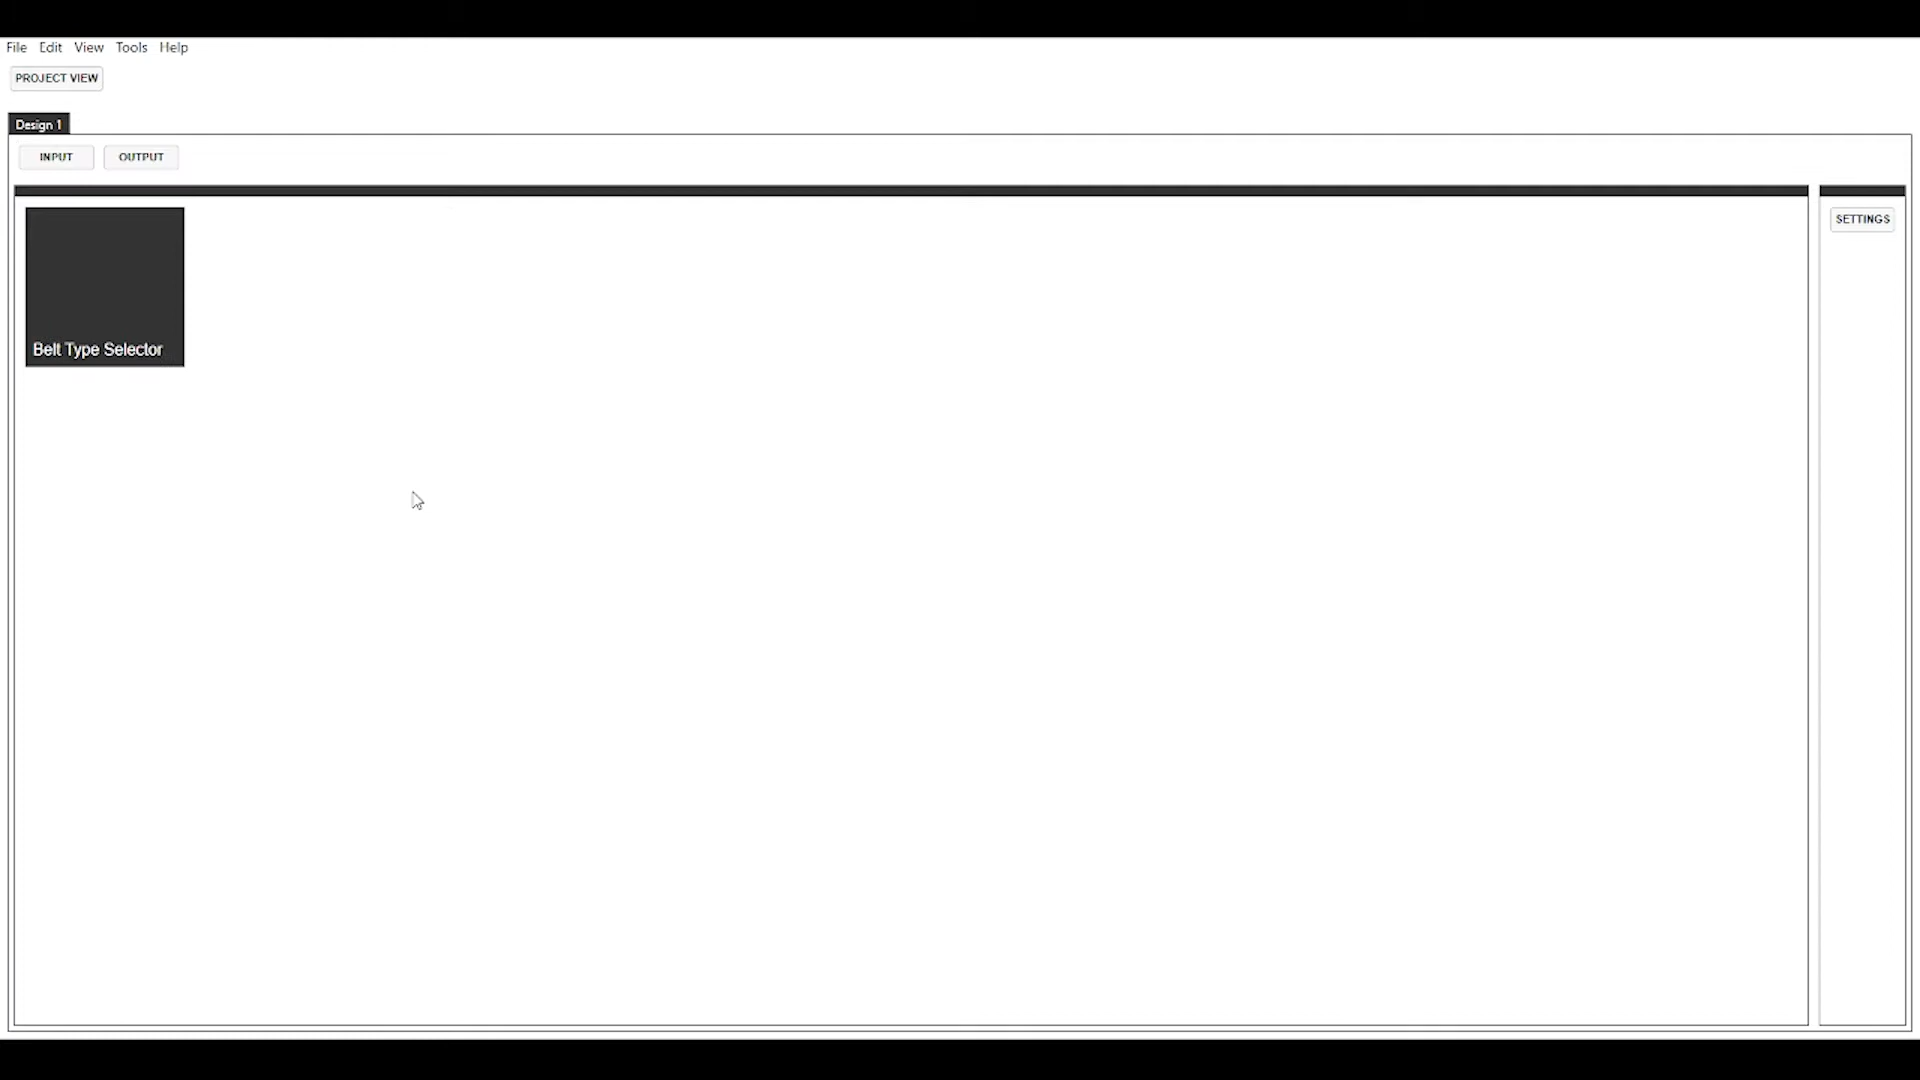 File Edit View Tools Help
PROJECT VIEW
Design 1
INPUT OUTPUT
SETTINGS
Belt Type Selector